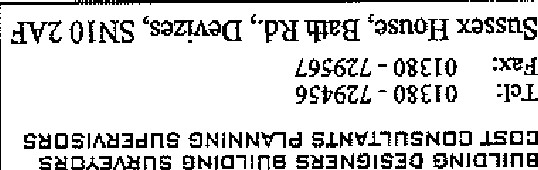 BUILDING DESIGNERS BUILDING SURVEYORS
COST CONSULTANTS PLANNING SUPERVISORS
Tel: 01380 - 729456
Fax: 01380 - 729567
Sussex House, Bath Rd., Devizes, SN10 2AF